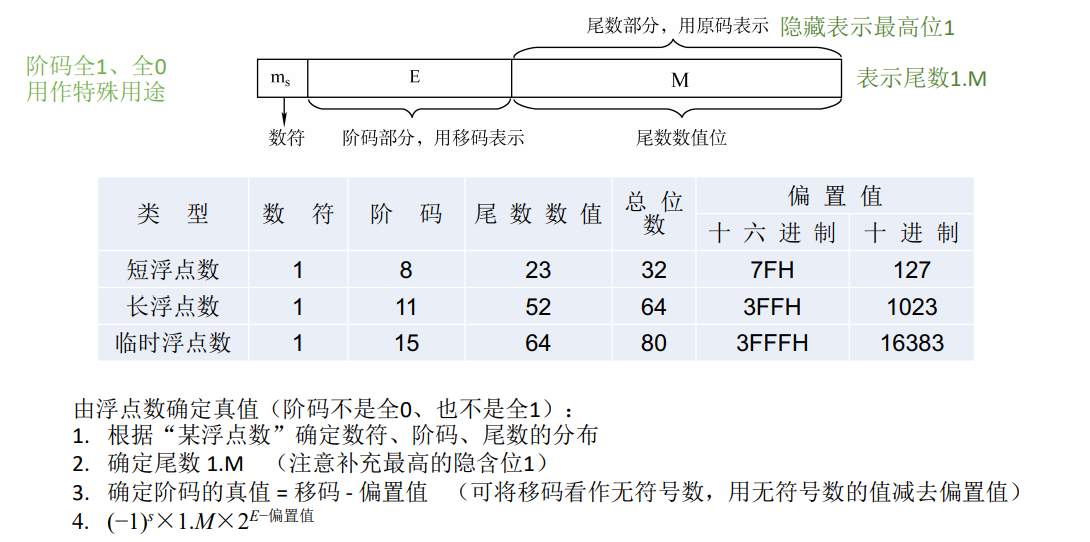 尾数部分，用原码表示 隐藏表示最高位1
阶码全1、全0
用作特殊用途
ms E M
表示尾数1.M
数符 阶码部分，用移码表示 尾数数值位
类 型 数 符 阶 码 尾 数 数 值 总 位 数 偏 置 值
十 六 进 制 十 进 制
短浮点数 1 8 23 32 7FH 127
长浮点数 1 11 52 64 3FFH 1023
临时浮点数 1 15 64 80 3FFFH 16383
由浮点数确定真值（阶码不是全0、也不是全1）：
1. 根据“某浮点数”确定数符、阶码、尾数的分布
2. 确定尾数 1.M （注意补充最高的隐含位1）
3. 确定阶码的真值 = 移码 - 偏置值 （可将移码看作无符号数，用无符号数的值减去偏置值）
4. (−1)^s×1.M×2^(E−偏置值)